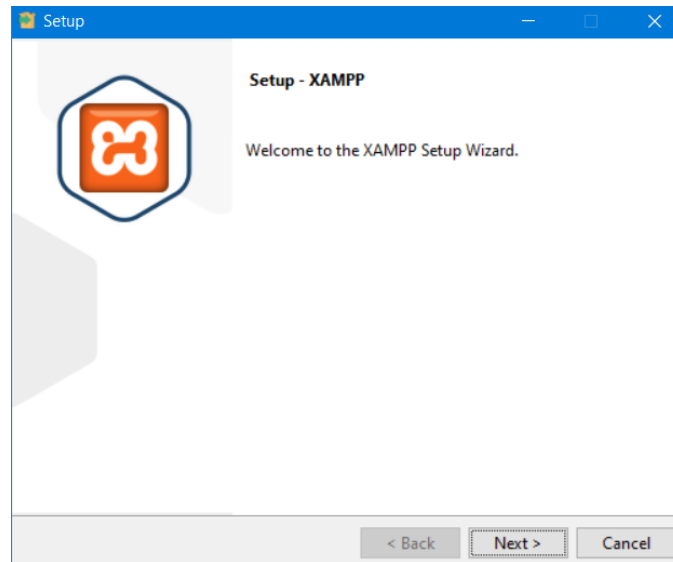 Setup
Setup - XAMPP
Welcome to the XAMPP Setup Wizard.
< Back
Next >
Cancel